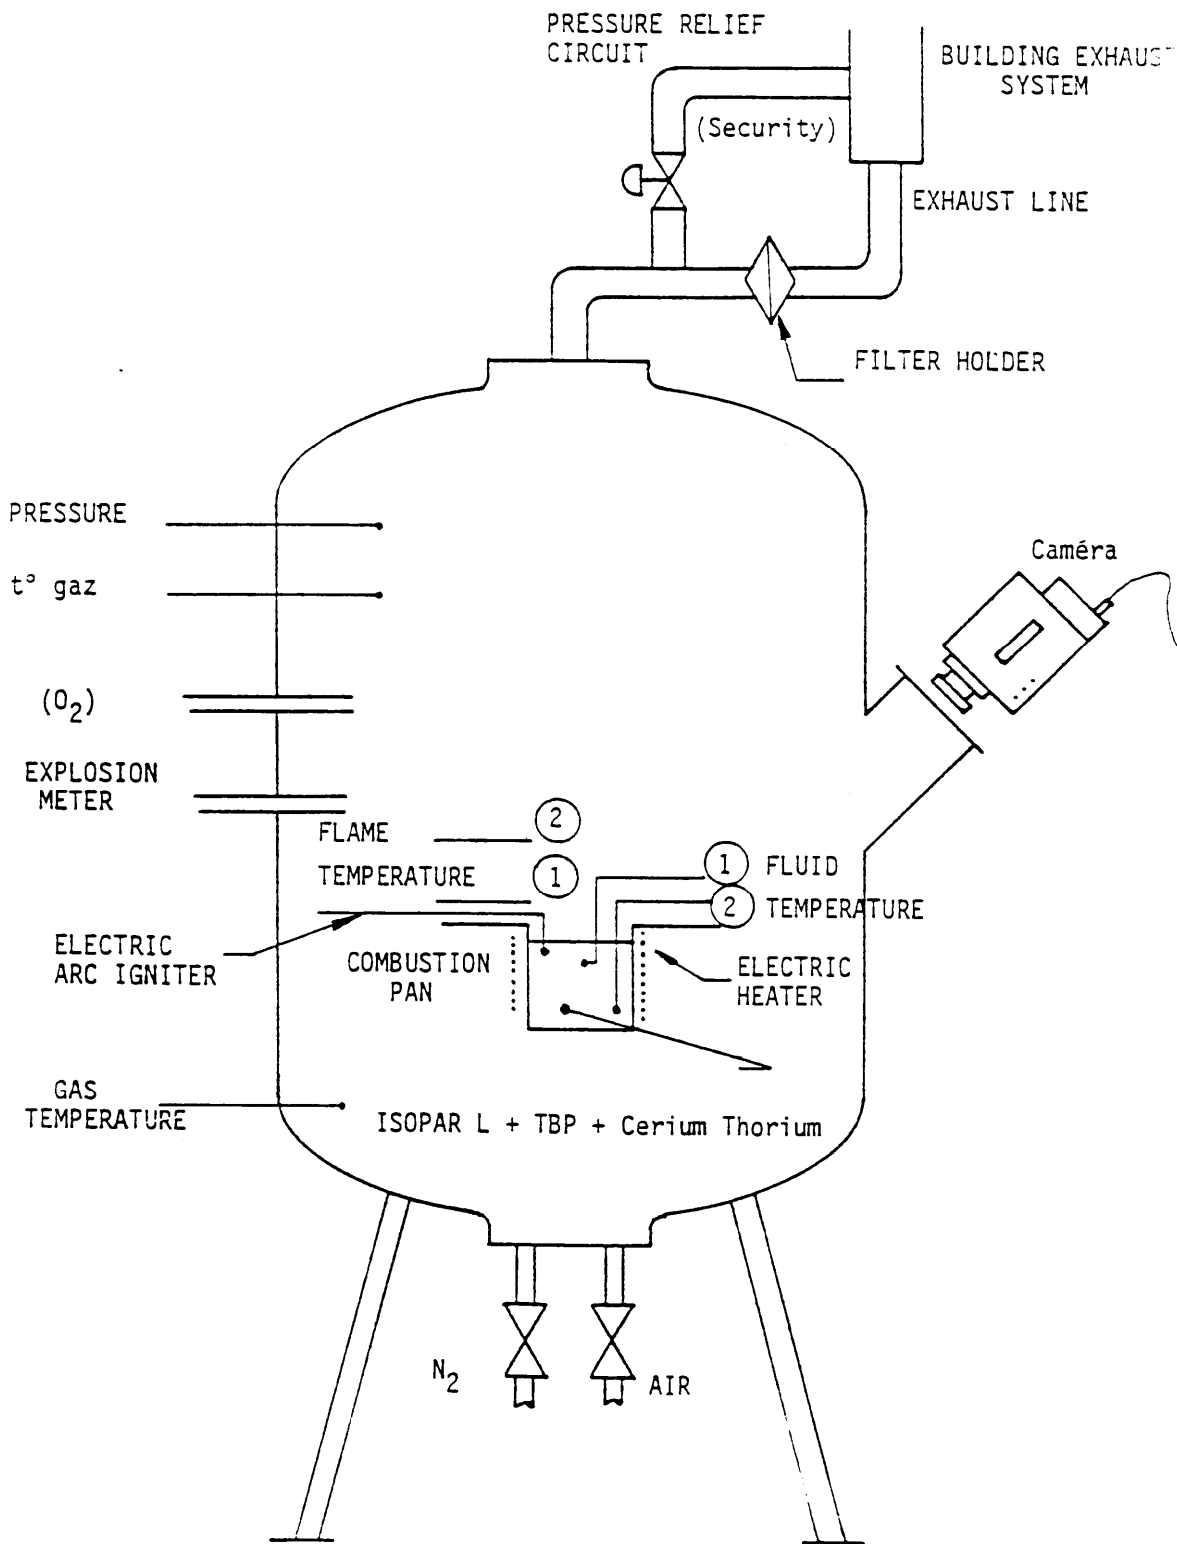 PRESSURE RELIEF
CIRCUIT
BUILDING EXHAUST
SYSTEM
(Security)
EXHAUST LINE
FILTER HOLDER
PRESSURE
Caméra
t° gaz
(O2)
EXPLOSION
METER
FLAME
2
TEMPERATURE
1
1 FLUID
2 TEMPERATURE
ELECTRIC
ARC IGNITER
COMBUSTION
PAN
ELECTRIC
HEATER
GAS
TEMPERATURE
ISOPAR L + TBP + Cerium Thorium
N2
AIR